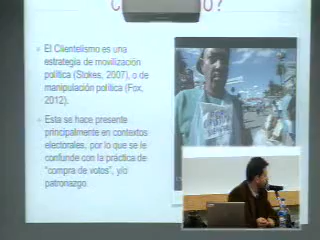 El Clientelismo es una
estrategia de movilización
política (Stokes, 2007), o de
manipulación política (Fox,
2012).
Esta se hace presente
principalmente en contextos
electorales, por lo que se le
confunde con la práctica de
“compra de votos”, y/o
patronazgo.